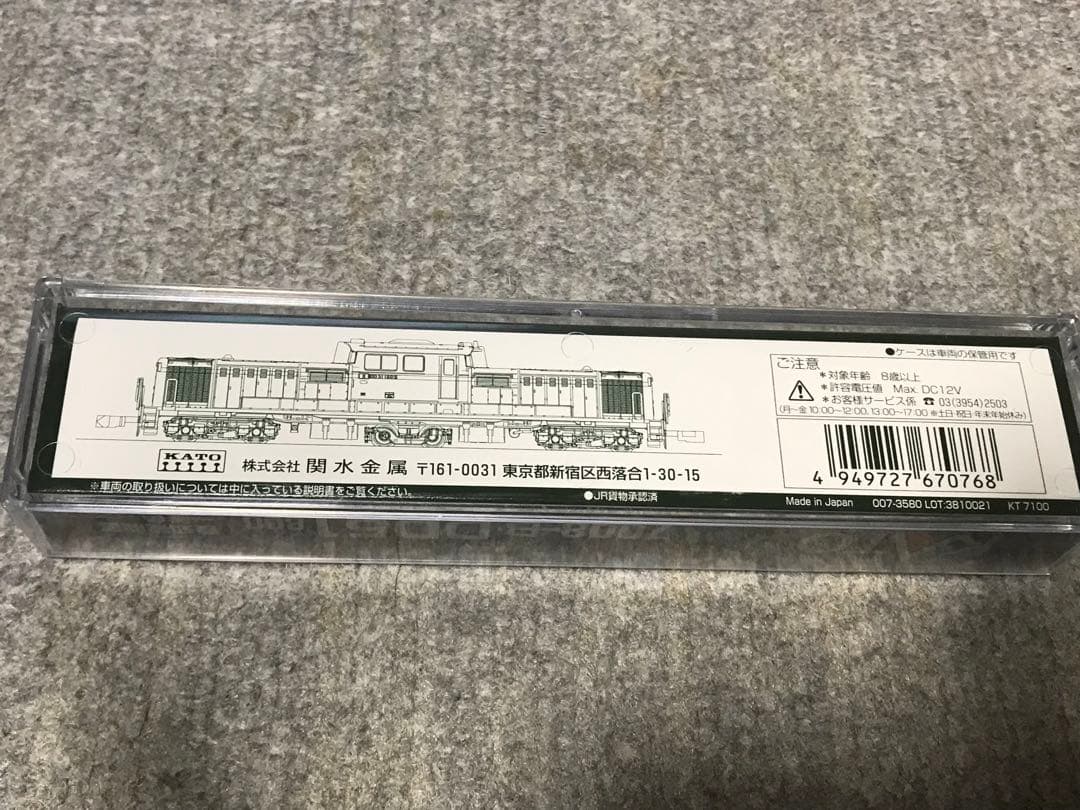 ●ケースは車両の保管用です
ご注意
＊対象年齢 8歳以上
＊許容電圧値 Max. DC12V
＊お客様サービス係 ☎ 03(3954)2503
(月〜金 10:00〜12:00, 13:00〜17:00 ※土日・祝日・年末年始休み)
4 949727 670768
KATO
株式会社 関水金属 〒161-0031 東京都新宿区西落合1-30-15
※車両の取り扱いについては中に入っている説明書をご覧ください。
●JR貨物承認済
Made in Japan 007-3580 LOT:3810021 KT 7100